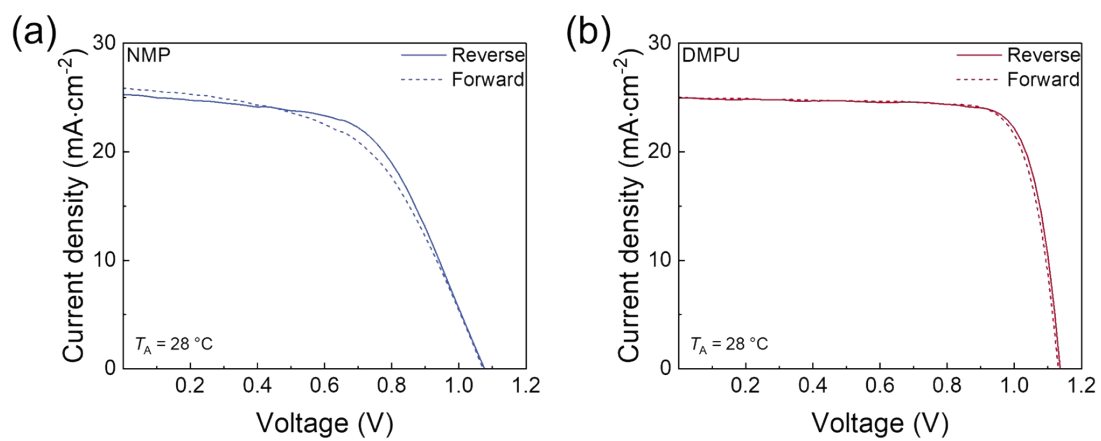 (a)
30
20
10
0
NMP
Reverse
Forward
T_A = 28 °C
0.2 0.4 0.6 0.8 1.0 1.2
Voltage (V)
Current density (mA·cm⁻²)
(b)
30
20
10
0
DMPU
Reverse
Forward
T_A = 28 °C
0.2 0.4 0.6 0.8 1.0 1.2
Voltage (V)
Current density (mA·cm⁻²)